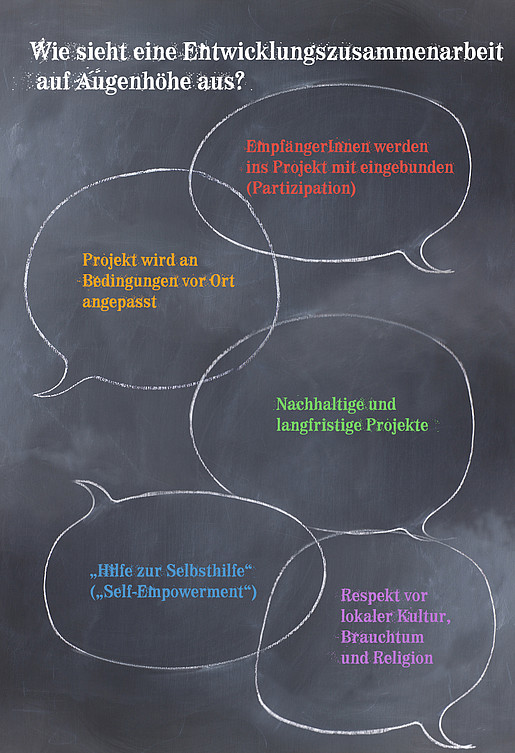 Wie sieht eine Entwicklungszusammenarbeit
auf Augenhöhe aus?
EmpfängerInnen werden
ins Projekt mit eingebunden
(Partizipation)
Projekt wird an
Bedingungen vor Ort
angepasst
Nachhaltige und
langfristige Projekte
„Hilfe zur Selbsthilfe“
(„Self-Empowerment“)
Respekt vor
lokaler Kultur,
Brauchtum
und Religion